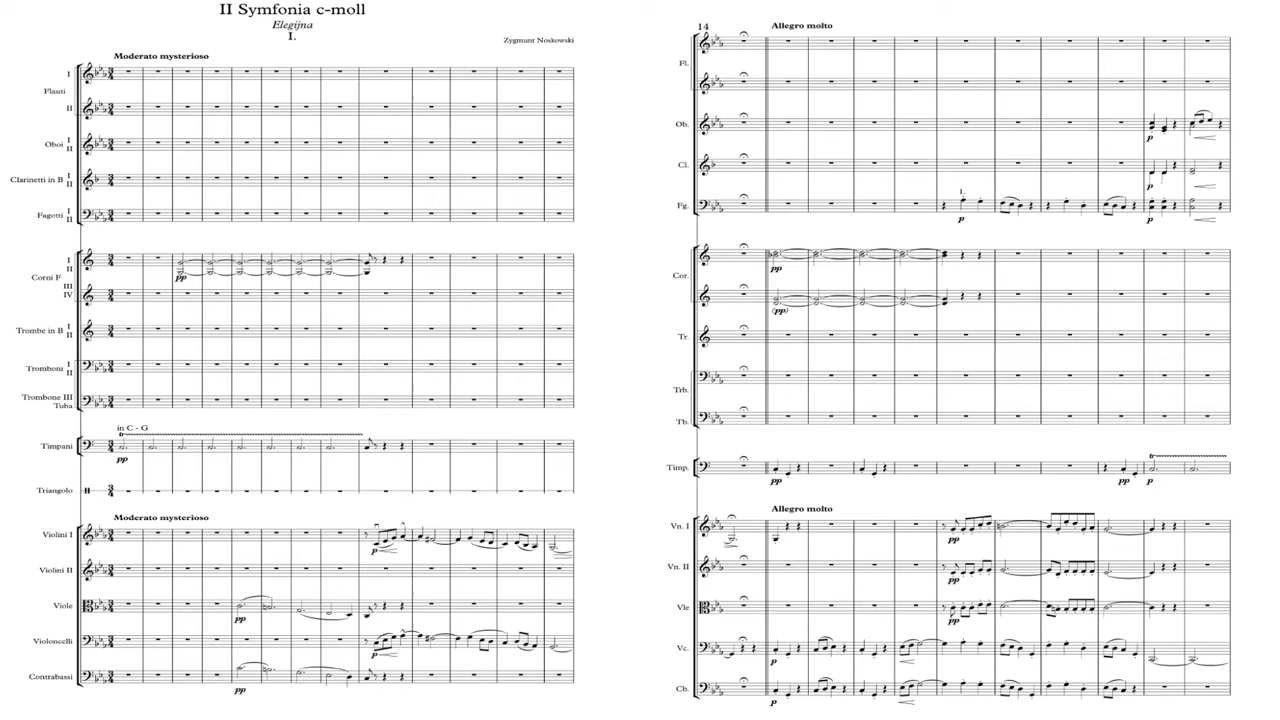 II Symfonia c-moll
Elegijna
I.
Zygmunt Noskowski
Moderato mysterioso
Flauti I
II
Oboi I
II
Clarinetti in B I
II
Fagotti I
II
Corni F I
II
III
IV
Trombe in B I
II
Tromboni I
II
Trombone III
Tuba
pp
in C - G
tr
Timpani
pp
Triangolo
Moderato mysterioso
Violini I
p
Violini II
Viole
pp
Violoncelli
p
Contrabassi
pp
14
Allegro molto
Fl.
Ob.
p
Cl.
p
Fg.
1.
p
p
Cor.
pp
(pp)
Tr.
Trb.
Tb.
tr
Timp.
pp
pp
p
Allegro molto
Vn. I
pp
Vn. II
pp
Vle
pp
Vc.
p
Cb.
p